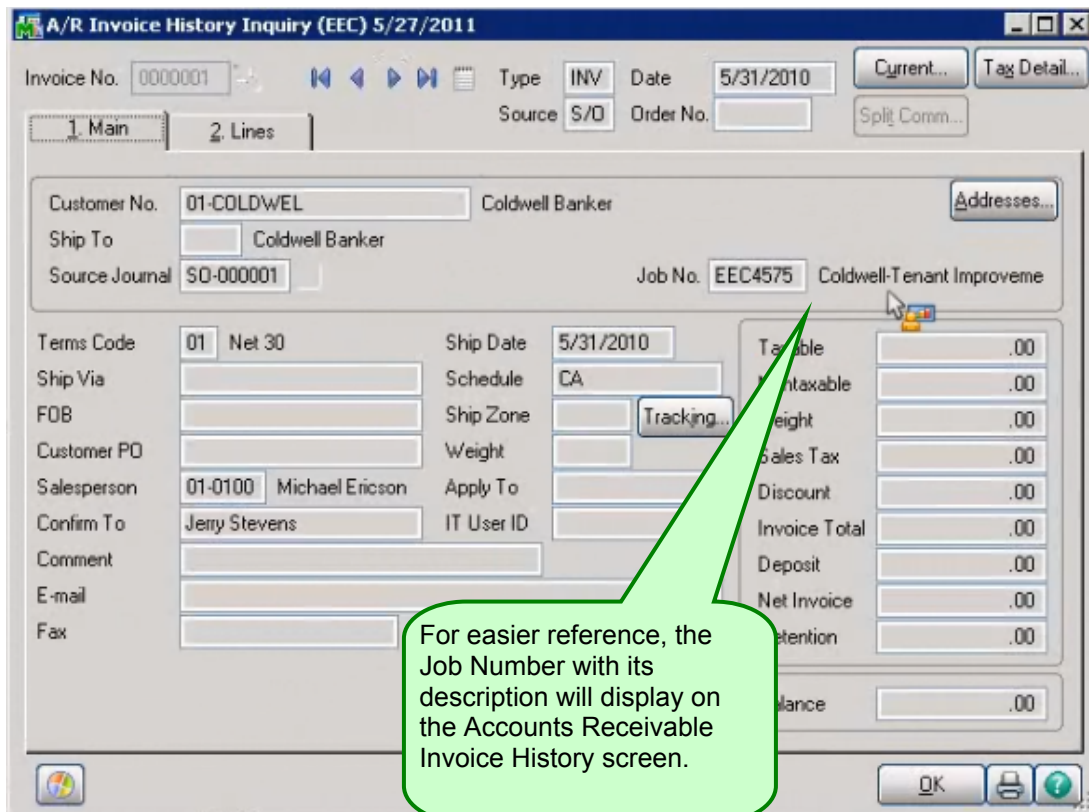 A/R Invoice History Inquiry (EEC) 5/27/2011
Invoice No. 0000001 Type INV Date 5/31/2010 Current... Tax Detail...
Source S/O Order No. Split Comm...
1. Main 2. Lines
Customer No. 01-COLDWEL Coldwell Banker Addresses...
Ship To Coldwell Banker
Source Journal SO-000001 Job No. EEC4575 Coldwell-Tenant Improveme
Terms Code 01 Net 30 Ship Date 5/31/2010 .00
Ship Via Schedule CA .00
FOB Ship Zone Tracking... .00
Customer PO Weight Sales Tax .00
Salesperson 01-0100 Michael Ericson Apply To Discount .00
Confirm To Jerry Stevens IT User ID Invoice Total .00
Comment Deposit .00
E-mail Net Invoice .00
Fax .00
.00
For easier reference, the
Job Number with its
description will display on
the Accounts Receivable
Invoice History screen.
OK